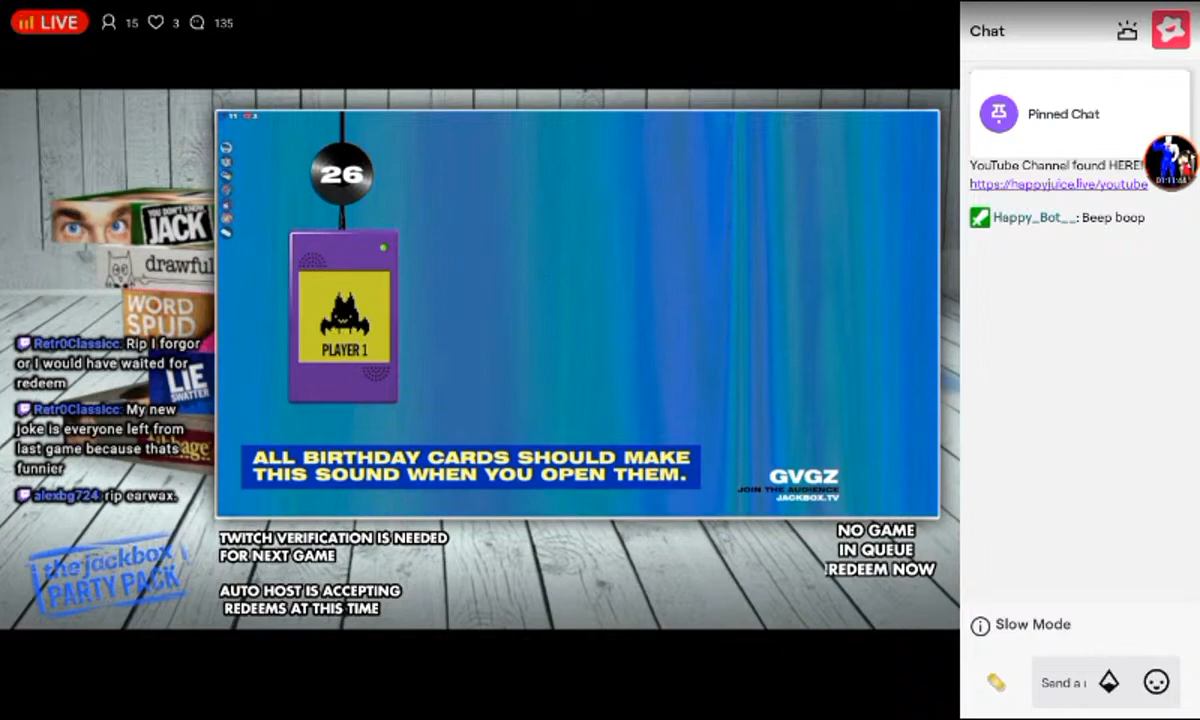 LIVE
15
3
135
Chat
Pinned Chat
YouTube Channel found HERE!
https://happyjuice.live/youtube
01:11:44
Happy_Bot__: Beep boop
11
3
26
PLAYER 1
ALL BIRTHDAY CARDS SHOULD MAKE
THIS SOUND WHEN YOU OPEN THEM.
GVGZ
JOIN THE AUDIENCE
JACKBOX.TV
YOU DON'T KNOW
JACK
drawful
WORD
SPUD
LIE
SWATTER
Retr0Classicc: Rip I forgor
or I would have waited for
redeem
Retr0Classicc: My new
joke is everyone left from
last game because thats
funnier
alexbg724 rip earwax.
the jackbox
PARTY PACK
TWITCH VERIFICATION IS NEEDED
FOR NEXT GAME
AUTO HOST IS ACCEPTING
REDEEMS AT THIS TIME
NO GAME
IN QUEUE
!REDEEM NOW
Slow Mode
Send a